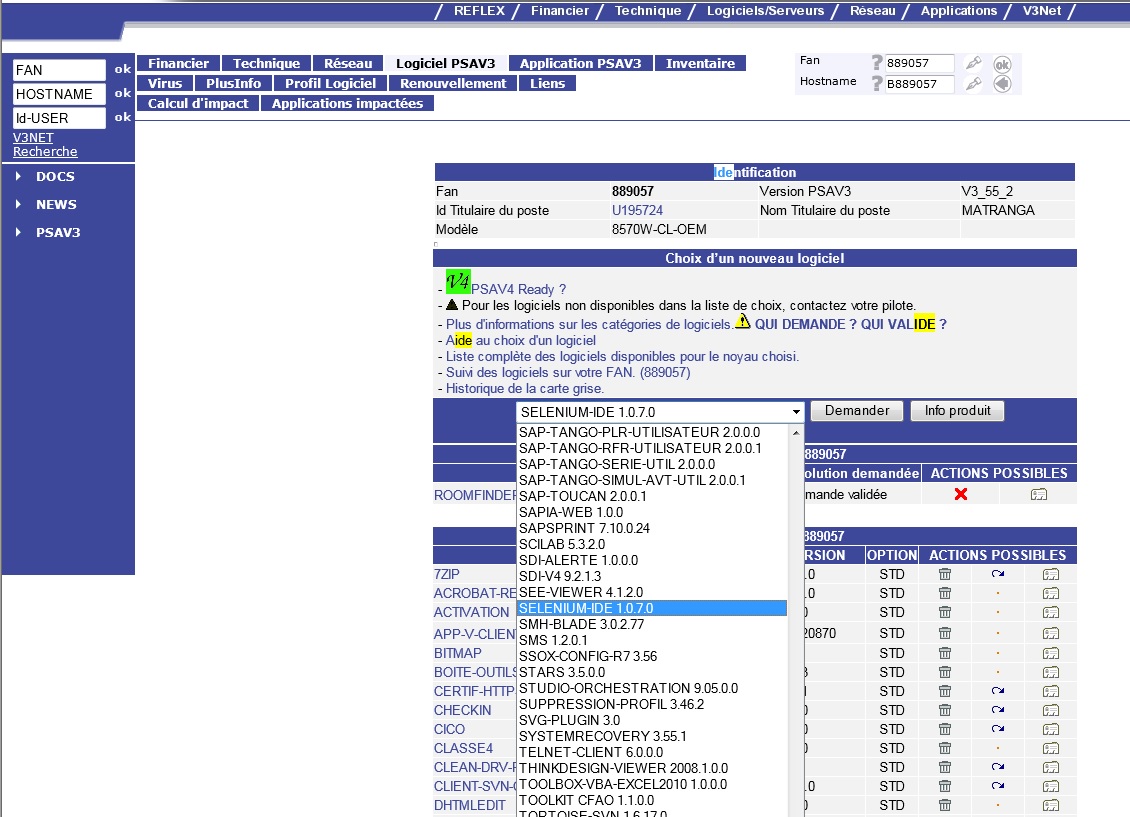 / REFLEX / Financier / Technique / Logiciels/Serveurs / Réseau / Applications / V3Net /
FAN ok
HOSTNAME ok
Id-USER ok
V3NET
Recherche
DOCS
NEWS
PSAV3
Financier Technique Réseau Logiciel PSAV3 Application PSAV3 Inventaire
Virus PlusInfo Profil Logiciel Renouvellement Liens
Calcul d'impact Applications impactées
Fan ? 889057 ok
Hostname ? B889057
Identification
Fan 889057 Version PSAV3 V3_55_2
Id Titulaire du poste U195724 Nom Titulaire du poste MATRANGA
Modèle 8570W-CL-OEM
Choix d'un nouveau logiciel
- V4 PSAV4 Ready ?
- Pour les logiciels non disponibles dans la liste de choix, contactez votre pilote.
- Plus d'informations sur les catégories de logiciels. QUI DEMANDE ? QUI VALIDE ?
- Aide au choix d'un logiciel
- Liste complète des logiciels disponibles pour le noyau choisi.
- Suivi des logiciels sur votre FAN. (889057)
- Historique de la carte grise.
SELENIUM-IDE 1.0.7.0 Demander Info produit
SAP-TANGO-PLR-UTILISATEUR 2.0.0.0
SAP-TANGO-RFR-UTILISATEUR 2.0.0.1
SAP-TANGO-SERIE-UTIL 2.0.0.0
SAP-TANGO-SIMUL-AVT-UTIL 2.0.0.1
SAP-TOUCAN 2.0.0.1
SAPIA-WEB 1.0.0
SAPSPRINT 7.10.0.24
SCILAB 5.3.2.0
SDI-ALERTE 1.0.0.0
SDI-V4 9.2.1.3
SEE-VIEWER 4.1.2.0
SELENIUM-IDE 1.0.7.0
SMH-BLADE 3.0.2.77
SMS 1.2.0.1
SSOX-CONFIG-R7 3.56
STARS 3.5.0.0
STUDIO-ORCHESTRATION 9.05.0.0
SUPPRESSION-PROFIL 3.46.2
SVG-PLUGIN 3.0
SYSTEMRECOVERY 3.55.1
TELNET-CLIENT 6.0.0.0
THINKDESIGN-VIEWER 2008.1.0.0
TOOLBOX-VBA-EXCEL2010 1.0.0.0
TOOLKIT CFAO 1.1.0.0
TORTOISE-SVN 1.6.17.0
889057
olution demandée ACTIONS POSSIBLES
ROOMFINDER mande validée
889057
RSION OPTION ACTIONS POSSIBLES
7ZIP .0 STD
ACROBAT-RE .0 STD
ACTIVATION 0 STD
APP-V-CLIEN 20870 STD
BITMAP STD
BOITE-OUTILS STD
CERTIF-HTTP STD
CHECKIN 0 STD
CICO 0 STD
CLASSE4 0 STD
CLEAN-DRV-F 0 STD
CLIENT-SVN- .0 STD
DHTMLEDIT 0 STD